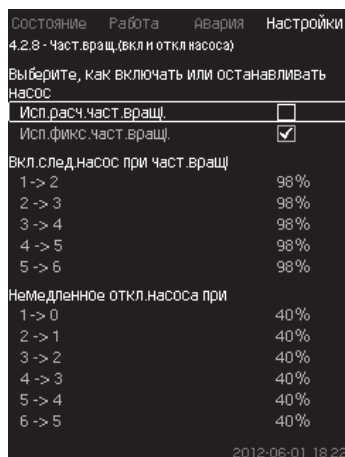 Состояние Работа Авария Настройки
4.2.8 - Част.вращ.(вкл и откл насоса)
Выберите, как включать или останавливать
насос
Исп.расч.част.вращ.
Исп.фикс.част.вращ.
Вкл.след.насос при част.вращ
1 -> 2 98%
2 -> 3 98%
3 -> 4 98%
4 -> 5 98%
5 -> 6 98%
Немедленное откл.насоса при
1 -> 0 40%
2 -> 1 40%
3 -> 2 40%
4 -> 3 40%
5 -> 4 40%
6 -> 5 40%
2012-06-01 18:22